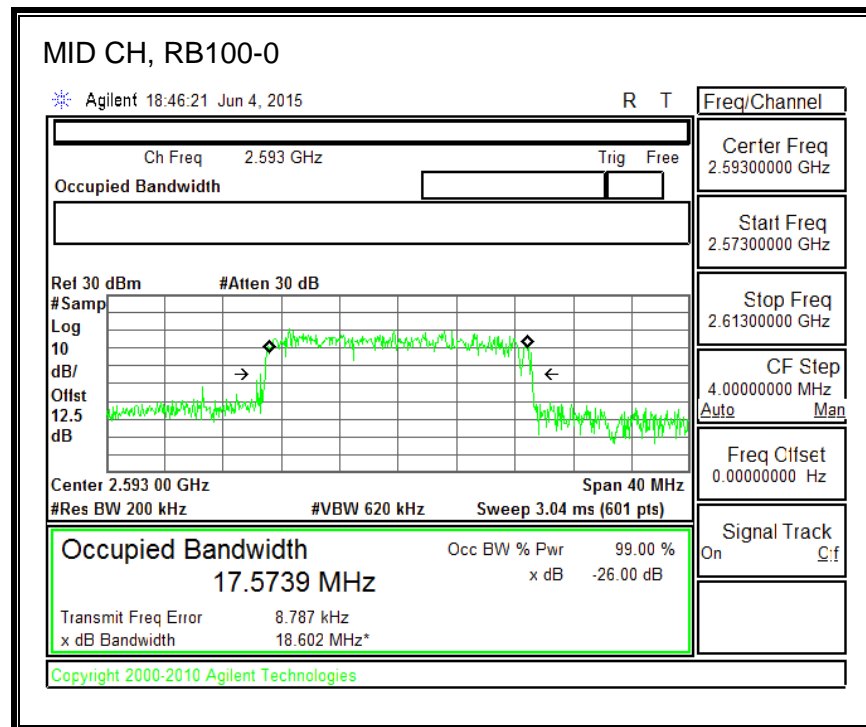 MID CH, RB100-0
Agilent 18:46:21 Jun 4, 2015 R T
Freq/Channel
Ch Freq 2.593 GHz Trig Free
Occupied Bandwidth
Center Freq
2.59300000 GHz
Start Freq
2.57300000 GHz
Stop Freq
2.61300000 GHz
CF Step
4.00000000 MHz
Auto Man
Freq Offset
0.00000000 Hz
Signal Track
On Off
Ref 30 dBm #Atten 30 dB
#Samp
Log
10
dB/
Offst
12.5
dB
Center 2.593 00 GHz Span 40 MHz
#Res BW 200 kHz #VBW 620 kHz Sweep 3.04 ms (601 pts)
Occupied Bandwidth
17.5739 MHz
Occ BW % Pwr 99.00 %
x dB -26.00 dB
Transmit Freq Error 8.787 kHz
x dB Bandwidth 18.602 MHz*
Copyright 2000-2010 Agilent Technologies